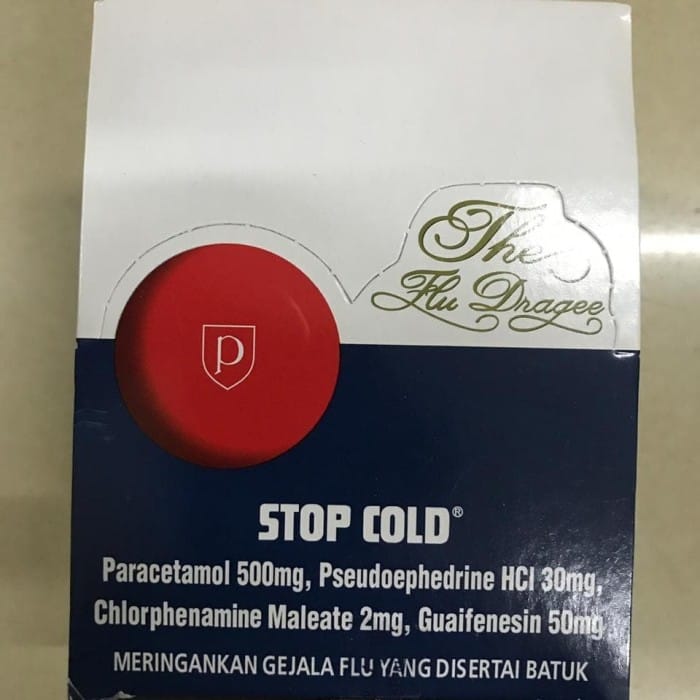 The
Flu Dragee
P
STOP COLD®
Paracetamol 500mg, Pseudoephedrine HCl 30mg,
Chlorphenamine Maleate 2mg, Guaifenesin 50mg
MERINGANKAN GEJALA FLU YANG DISERTAI BATUK